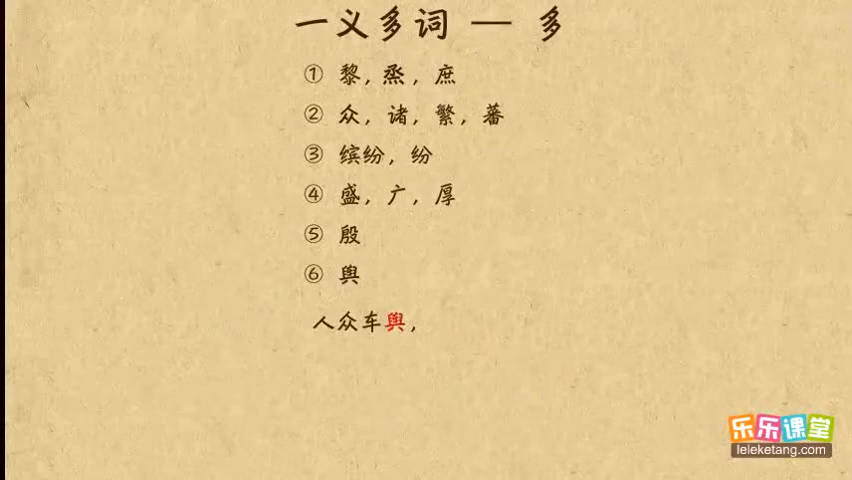 一义多词 — 多
① 黎，烝，庶
② 众，诸，繁，蕃
③ 缤纷，纷
④ 盛，广，厚
⑤ 殷
⑥ 舆
人众车舆，
乐乐课堂
leleketang.com